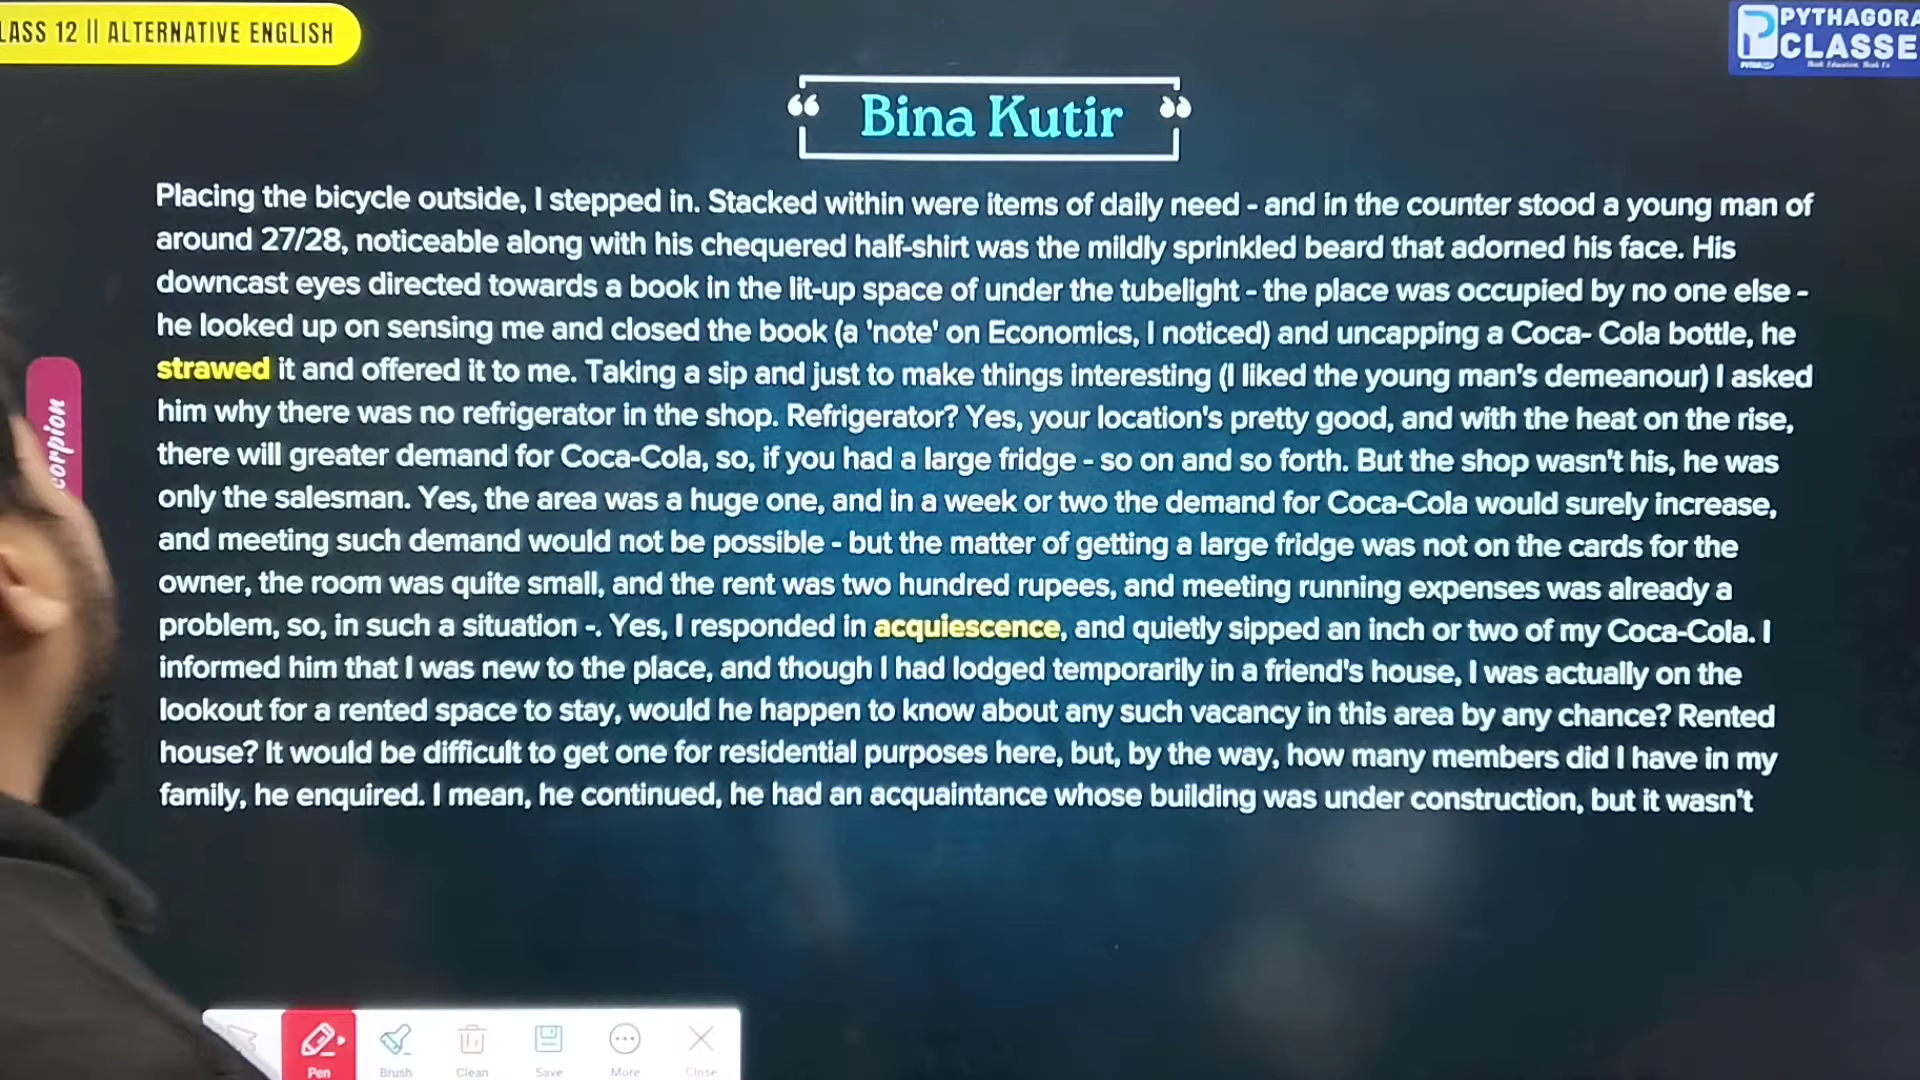 LASS 12 || ALTERNATIVE ENGLISH
PYTHAGORA
CLASSE
“ Bina Kutir ”
Placing the bicycle outside, I stepped in. Stacked within were items of daily need - and in the counter stood a young man of
around 27/28, noticeable along with his chequered half-shirt was the mildly sprinkled beard that adorned his face. His
downcast eyes directed towards a book in the lit-up space of under the tubelight - the place was occupied by no one else -
he looked up on sensing me and closed the book (a 'note' on Economics, I noticed) and uncapping a Coca- Cola bottle, he
strawed it and offered it to me. Taking a sip and just to make things interesting (I liked the young man's demeanour) I asked
him why there was no refrigerator in the shop. Refrigerator? Yes, your location's pretty good, and with the heat on the rise,
there will greater demand for Coca-Cola, so, if you had a large fridge - so on and so forth. But the shop wasn't his, he was
only the salesman. Yes, the area was a huge one, and in a week or two the demand for Coca-Cola would surely increase,
and meeting such demand would not be possible - but the matter of getting a large fridge was not on the cards for the
owner, the room was quite small, and the rent was two hundred rupees, and meeting running expenses was already a
problem, so, in such a situation -. Yes, I responded in acquiescence, and quietly sipped an inch or two of my Coca-Cola. I
informed him that I was new to the place, and though I had lodged temporarily in a friend's house, I was actually on the
lookout for a rented space to stay, would he happen to know about any such vacancy in this area by any chance? Rented
house? It would be difficult to get one for residential purposes here, but, by the way, how many members did I have in my
family, he enquired. I mean, he continued, he had an acquaintance whose building was under construction, but it wasn't
corpion
Pen
Brush
Clean
Save
More
Close